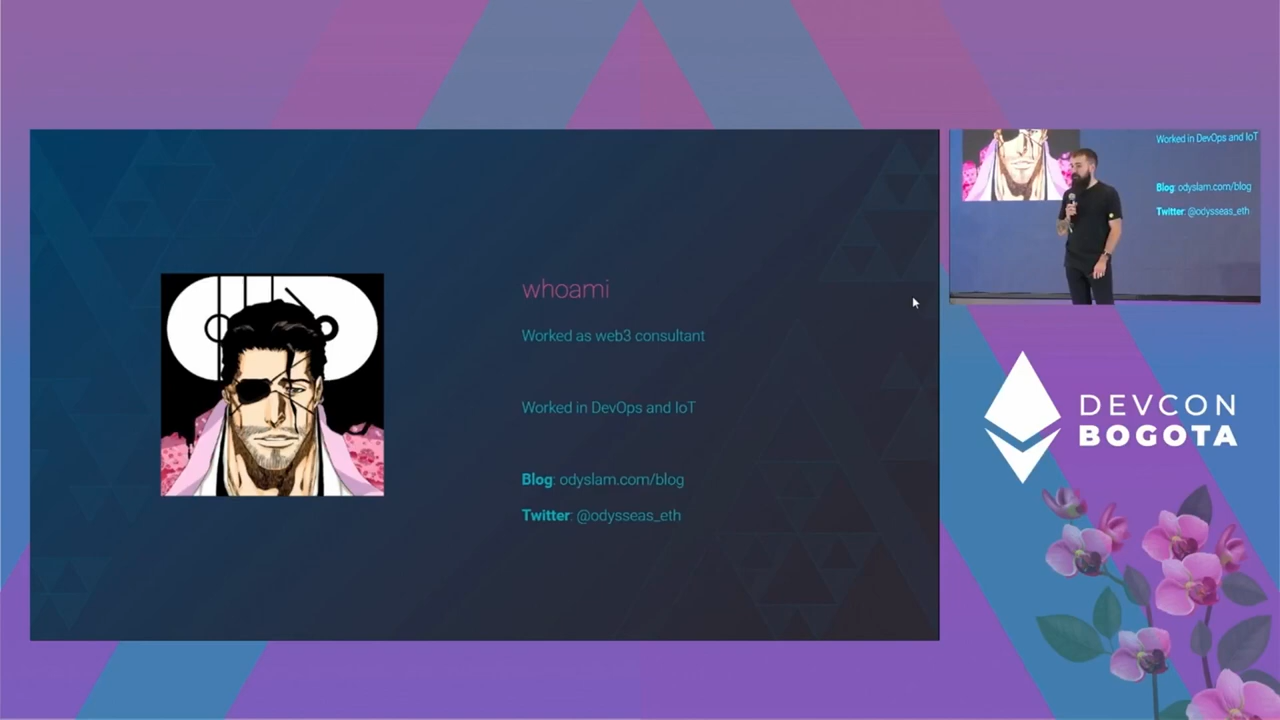 whoami
Worked as web3 consultant
Worked in DevOps and IoT
Blog: odyslam.com/blog
Twitter: @odysseas_eth
Worked in DevOps and IoT
Blog: odyslam.com/blog
Twitter: @odysseas_eth
DEVCON
BOGOTA